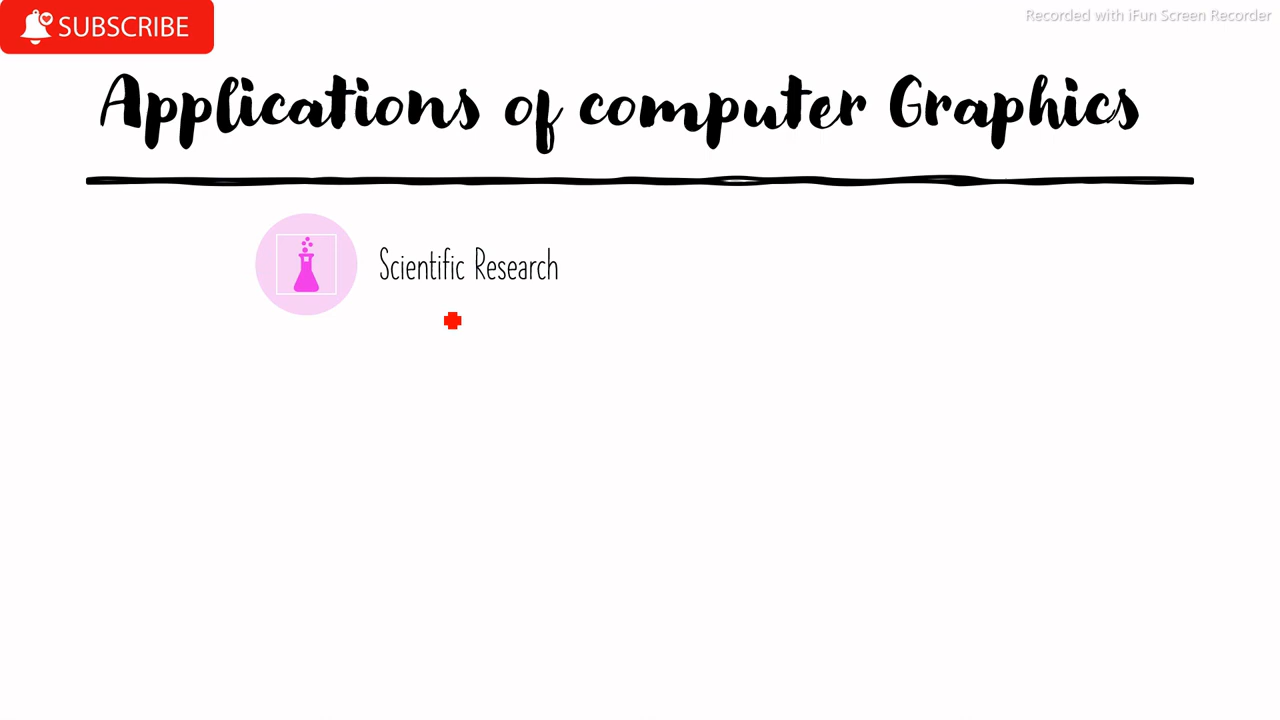 SUBSCRIBE
Recorded with iFun Screen Recorder
Applications of computer Graphics
Scientific Research